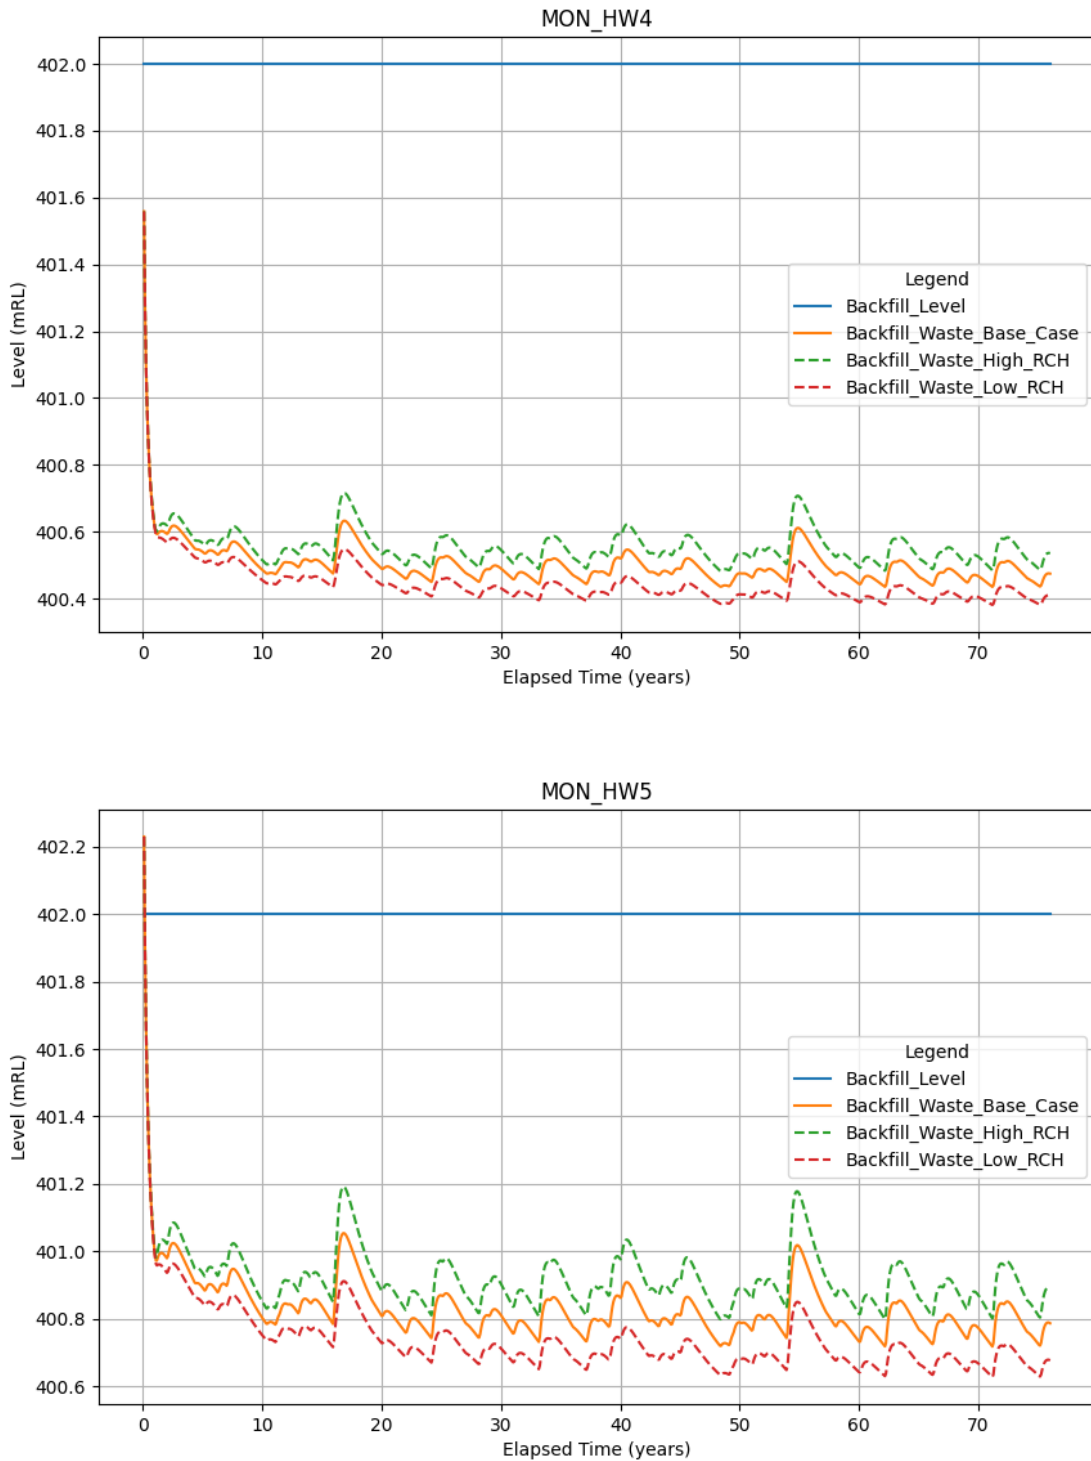 MON_HW4
402.0
401.8
401.6
401.4
401.2
401.0
400.8
400.6
400.4
Level (mRL)
Legend
Backfill_Level
Backfill_Waste_Base_Case
Backfill_Waste_High_RCH
Backfill_Waste_Low_RCH
0 10 20 30 40 50 60 70
Elapsed Time (years)
MON_HW5
402.2
402.0
401.8
401.6
401.4
401.2
401.0
400.8
400.6
Level (mRL)
Legend
Backfill_Level
Backfill_Waste_Base_Case
Backfill_Waste_High_RCH
Backfill_Waste_Low_RCH
0 10 20 30 40 50 60 70
Elapsed Time (years)